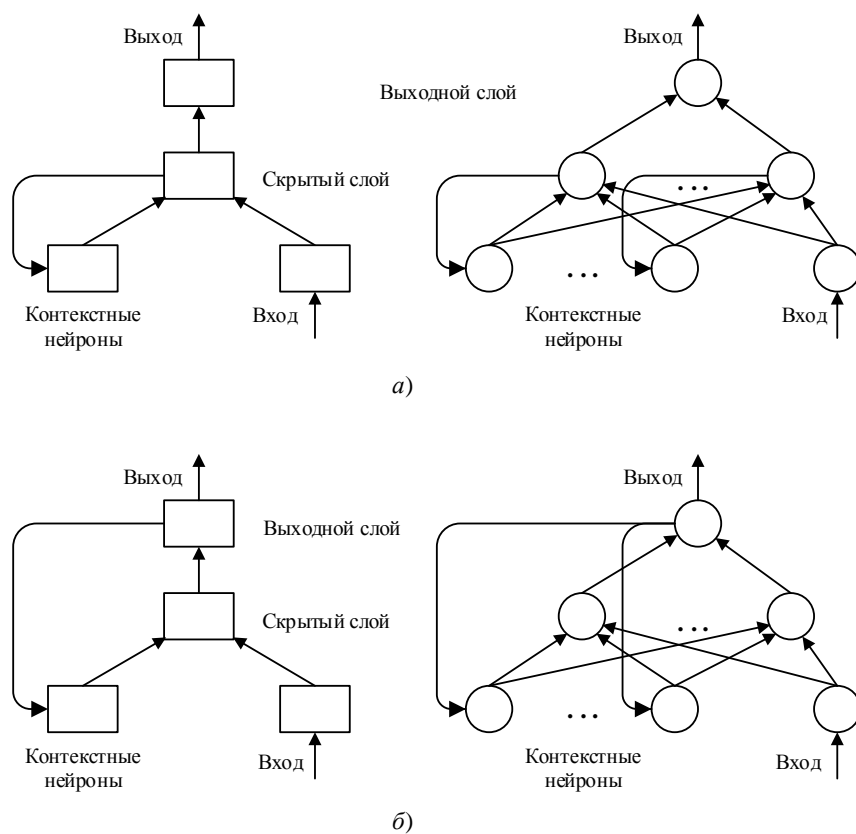 Выход
Выход
Выходной слой
Скрытый слой
...
...
Контекстные
нейроны
Вход
Контекстные
нейроны
Вход
а)
Выход
Выход
Выходной слой
Скрытый слой
...
...
Контекстные
нейроны
Вход
Контекстные
нейроны
Вход
б)